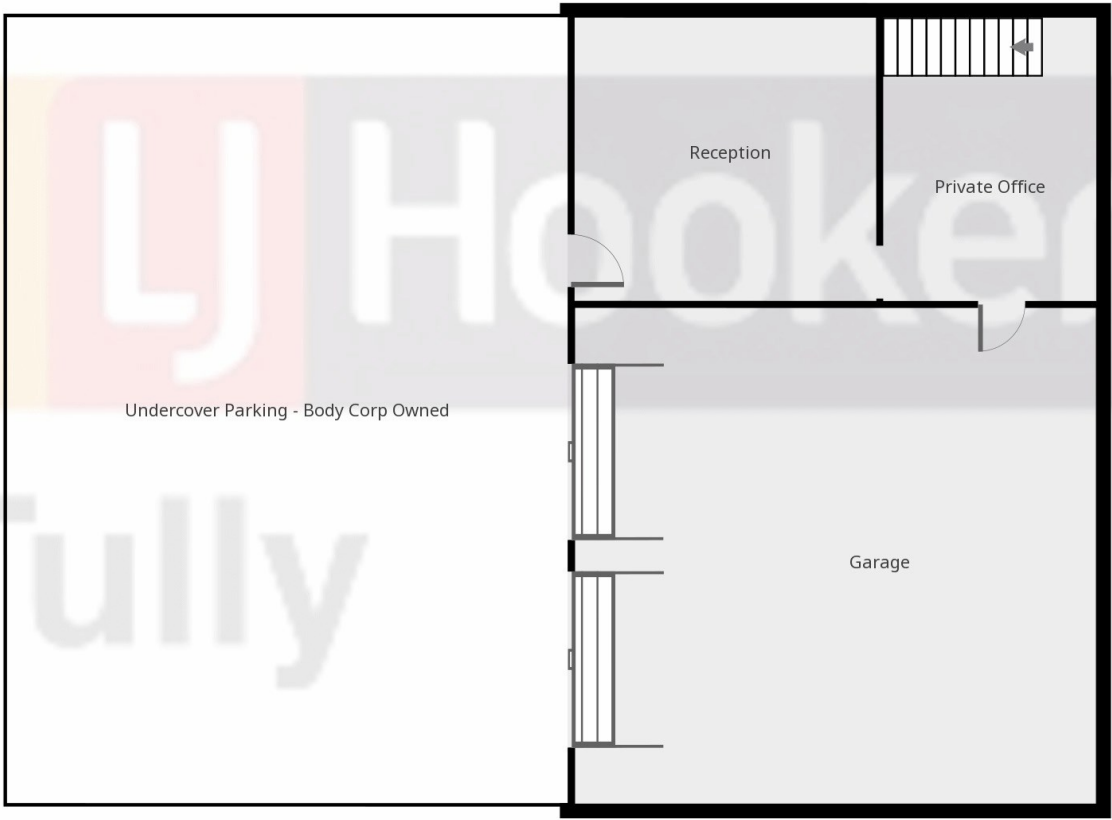 LJ Hooker
Reception
Private Office
Undercover Parking - Body Corp Owned
Tully
Garage